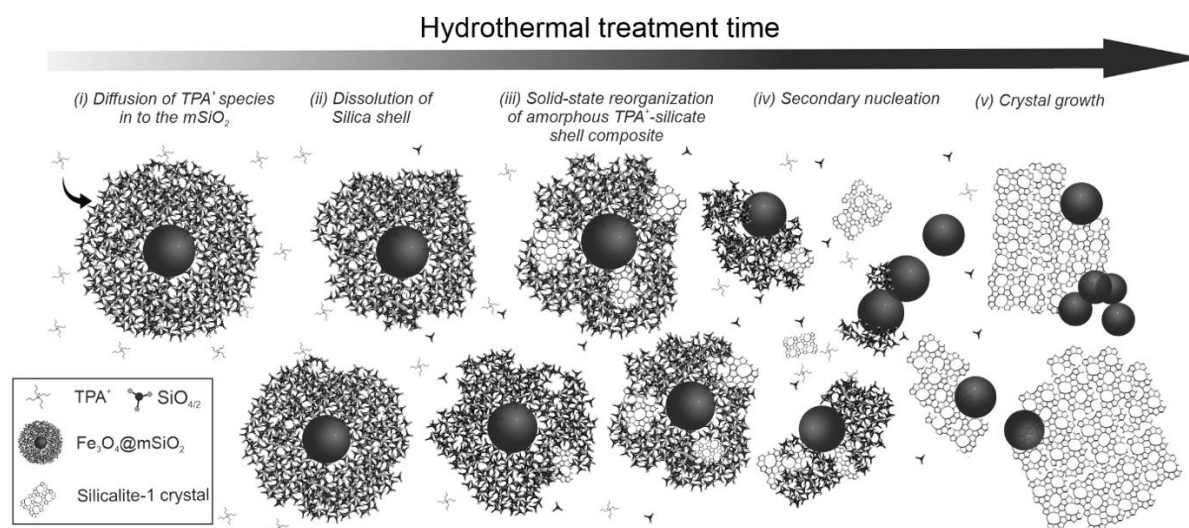 Hydrothermal treatment time
(i) Diffusion of TPA⁺ species
in to the mSiO₂
(ii) Dissolution of
Silica shell
(iii) Solid-state reorganization
of amorphous TPA⁺-silicate
shell composite
(iv) Secondary nucleation
(v) Crystal growth
TPA⁺
SiO₄/₂
Fe₃O₄@mSiO₂
Silicalite-1 crystal